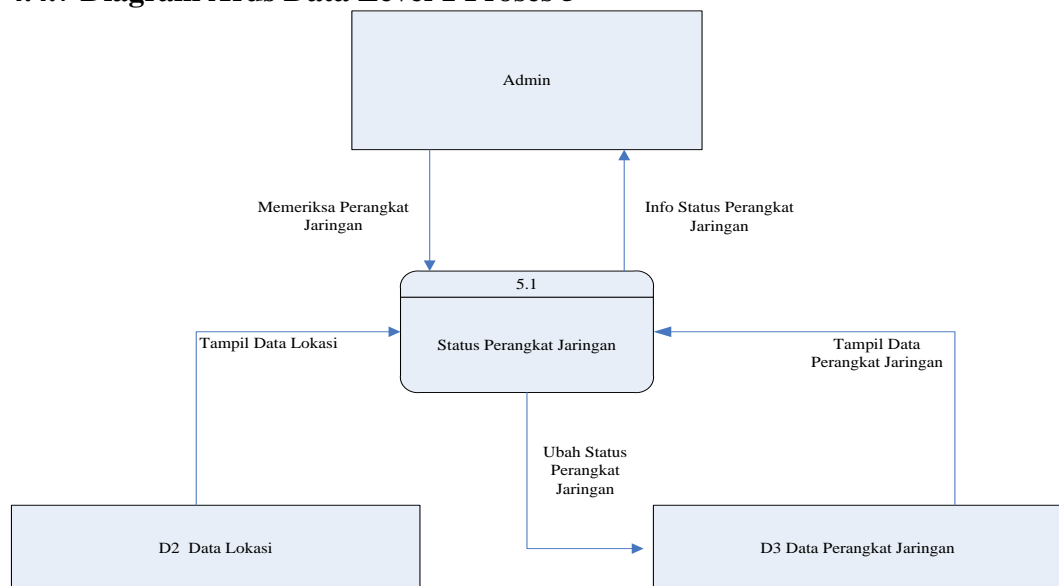 Admin
Memeriksa Perangkat
Jaringan
Info Status Perangkat
Jaringan
5.1
Status Perangkat Jaringan
Tampil Data Lokasi
Tampil Data
Perangkat Jaringan
Ubah Status
Perangkat
Jaringan
D2 Data Lokasi
D3 Data Perangkat Jaringan